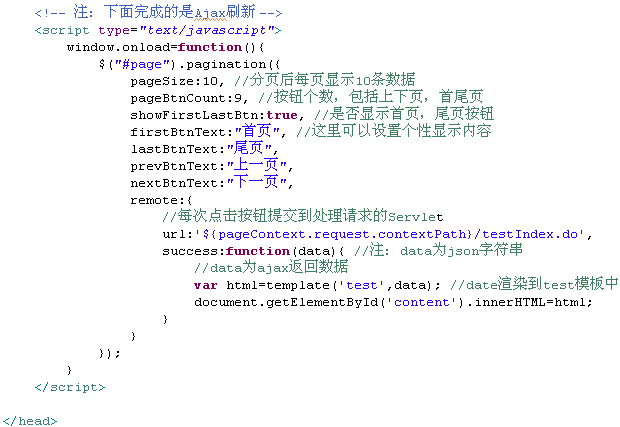 <!-- 注：下面完成的是Ajax刷新 -->
<script type="text/javascript">
window.onload=function(){
$("#page").pagination({
pageSize:10, //分页后每页显示10条数据
pageBtnCount:9, //按钮个数，包括上下页，首尾页
showFirstLastBtn:true, //是否显示首页，尾页按钮
firstBtnText:"首页", //这里可以设置个性显示内容
lastBtnText:"尾页",
prevBtnText:"上一页",
nextBtnText:"下一页",
remote:{
//每次点击按钮提交到处理请求的Servlet
url:'${pageContext.request.contextPath}/testIndex.do',
success:function(data){ //注：data为json字符串
//data为ajax返回数据
var html=template('test',data); //date渲染到test模板中
document.getElementById('content').innerHTML=html;
}
}
});
}
</script>
</head>